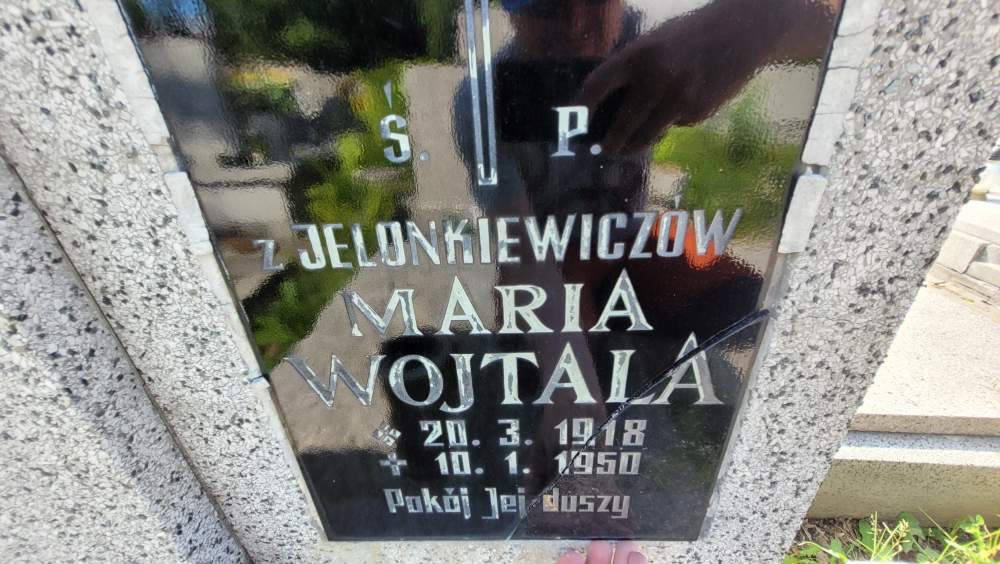 Ś. P.
z JELONKIEWICZÓW
MARIA
WOJTALA
* 20. 3. 1918
+ 10. 1. 1950
Pokój Jej duszy